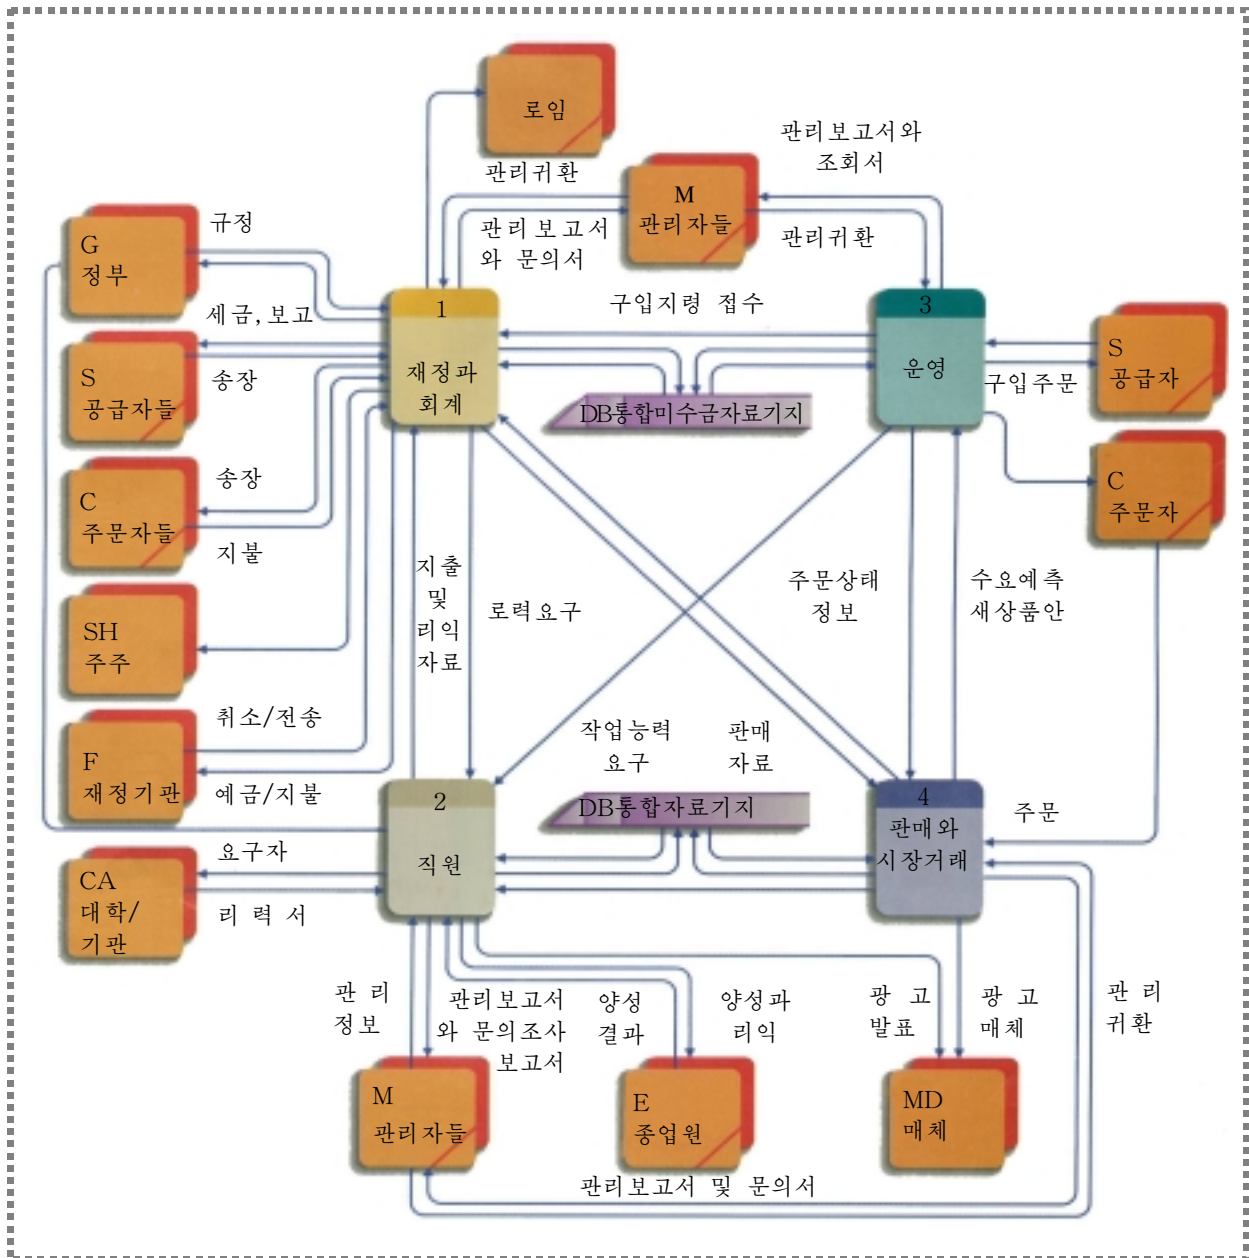 로임
관리귀환
M
관리자들
관리보고서와
조회서
관리귀환
관리보고서
와 문의서
G
정부
규정
세금,보고
S
공급자들
송장
C
주문자들
송장
지불
SH
주주
F
재정기관
취소/전송
예금/지불
CA
대학/
기관
요구자
리 력 서
1
재정과
회계
구입지령 접수
DB통합미수금자료기지
3
운영
S
공급자
구입주문
C
주문자
지출
및
리익
자료
로력요구
주문상태
정보
수요예측
새상품안
작업능력
요구
판매
자료
2
직원
DB통합자료기지
4
판매와
시장거래
주문
관 리
정보
관리보고서
와 문의조사
보고서
양성
결과
양성과
리익
광 고
발표
광 고
매체
관 리
귀환
M
관리자들
E
종업원
MD
매체
관리보고서 및 문의서